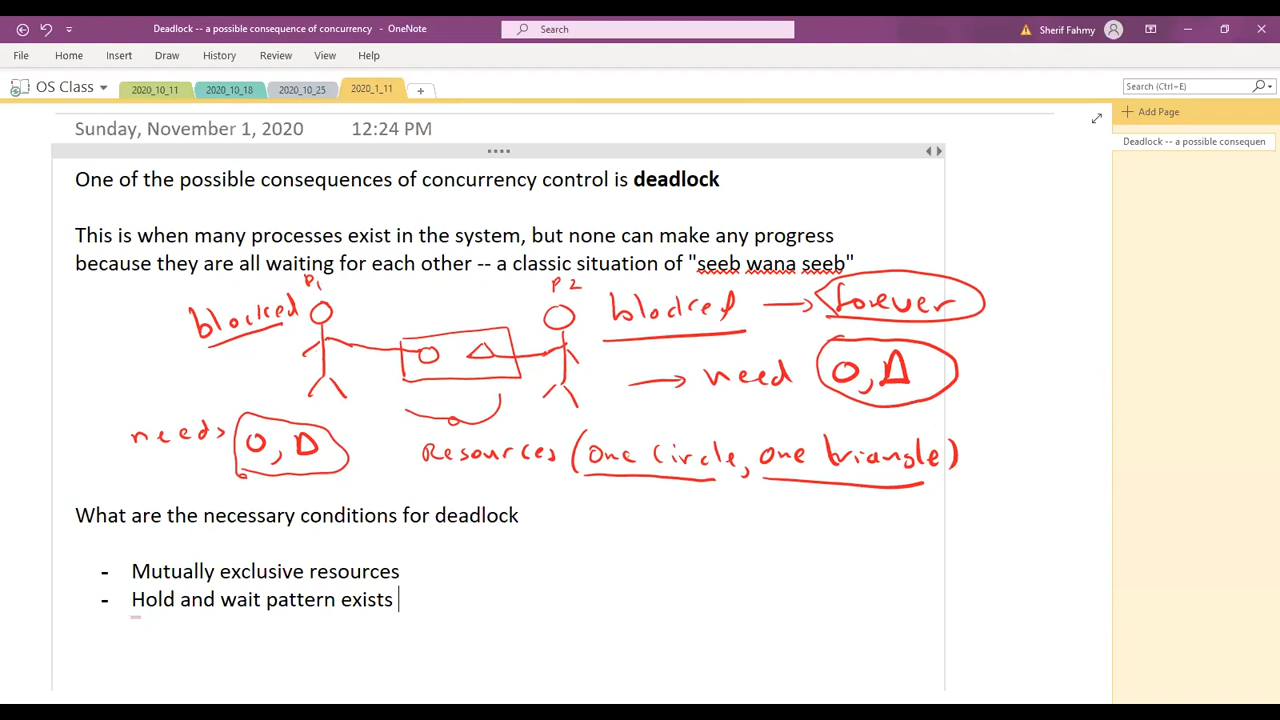 Deadlock -- a possible consequence of concurrency - OneNote
Search
Sherif Fahmy
File Home Insert Draw History Review View Help
OS Class
2020_10_11 2020_10_18 2020_10_25 2020_1_11
Search (Ctrl+E)
Add Page
Deadlock -- a possible consequen
Sunday, November 1, 2020 12:24 PM
One of the possible consequences of concurrency control is deadlock
This is when many processes exist in the system, but none can make any progress
because they are all waiting for each other -- a classic situation of "seeb wana seeb"
P1 P2
blocked blocked → forever
→ need O, Δ
needs O, Δ
Resources (one circle, one triangle)
What are the necessary conditions for deadlock
- Mutually exclusive resources
- Hold and wait pattern exists